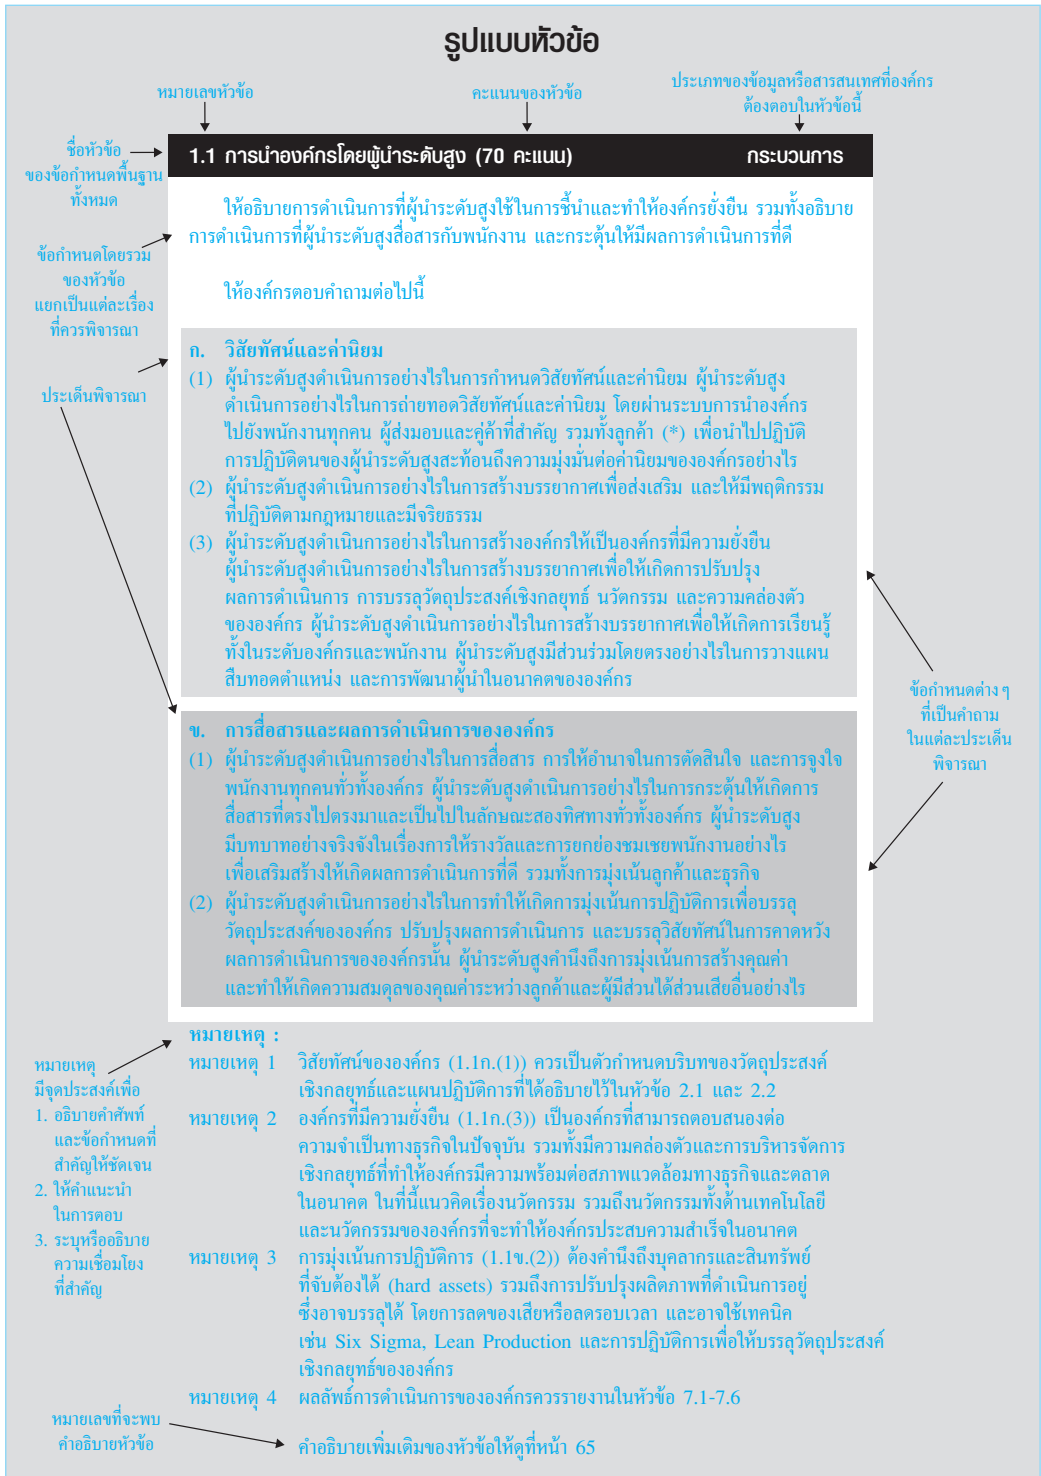 รูปแบบหัวข้อ
หมายเลขหัวข้อ
คะแนนของหัวข้อ
ประเภทของข้อมูลหรือสารสนเทศที่องค์กร
ต้องตอบในหัวข้อนี้
ชื่อหัวข้อ
ของข้อกำหนดพื้นฐาน
ทั้งหมด
1.1 การนำองค์กรโดยผู้นำระดับสูง (70 คะแนน) กระบวนการ
ให้อธิบายการดำเนินการที่ผู้นำระดับสูงใช้ในการชี้นำและทำให้องค์กรยั่งยืน รวมทั้งอธิบาย
การดำเนินการที่ผู้นำระดับสูงสื่อสารกับพนักงาน และกระตุ้นให้มีผลการดำเนินการที่ดี
ข้อกำหนดโดยรวม
ของหัวข้อ
แยกเป็นแต่ละเรื่อง
ที่ควรพิจารณา
ให้องค์กรตอบคำถามต่อไปนี้
ประเด็นพิจารณา
ก. วิสัยทัศน์และค่านิยม
(1) ผู้นำระดับสูงดำเนินการอย่างไรในการกำหนดวิสัยทัศน์และค่านิยม ผู้นำระดับสูง
ดำเนินการอย่างไรในการถ่ายทอดวิสัยทัศน์และค่านิยม โดยผ่านระบบการนำองค์กร
ไปยังพนักงานทุกคน ผู้ส่งมอบและคู่ค้าที่สำคัญ รวมทั้งลูกค้า (*) เพื่อนำไปปฏิบัติ
การปฏิบัติตนของผู้นำระดับสูงสะท้อนถึงความมุ่งมั่นต่อค่านิยมขององค์กรอย่างไร
(2) ผู้นำระดับสูงดำเนินการอย่างไรในการสร้างบรรยากาศเพื่อส่งเสริม และให้มีพฤติกรรม
ที่ปฏิบัติตามกฎหมายและมีจริยธรรม
(3) ผู้นำระดับสูงดำเนินการอย่างไรในการสร้างองค์กรให้เป็นองค์กรที่มีความยั่งยืน
ผู้นำระดับสูงดำเนินการอย่างไรในการสร้างบรรยากาศเพื่อให้เกิดการปรับปรุง
ผลการดำเนินการ การบรรลุวัตถุประสงค์เชิงกลยุทธ์ นวัตกรรม และความคล่องตัว
ขององค์กร ผู้นำระดับสูงดำเนินการอย่างไรในการสร้างบรรยากาศเพื่อให้เกิดการเรียนรู้
ทั้งในระดับองค์กรและพนักงาน ผู้นำระดับสูงมีส่วนร่วมโดยตรงอย่างไรในการวางแผน
สืบทอดตำแหน่ง และการพัฒนาผู้นำในอนาคตขององค์กร
ข้อกำหนดต่าง ๆ
ที่เป็นคำถาม
ในแต่ละประเด็น
พิจารณา
ข. การสื่อสารและผลการดำเนินการขององค์กร
(1) ผู้นำระดับสูงดำเนินการอย่างไรในการสื่อสาร การให้อำนาจในการตัดสินใจ และการจูงใจ
พนักงานทุกคนทั่วทั้งองค์กร ผู้นำระดับสูงดำเนินการอย่างไรในการกระตุ้นให้เกิดการ
สื่อสารที่ตรงไปตรงมาและเป็นไปในลักษณะสองทิศทางทั่วทั้งองค์กร ผู้นำระดับสูง
มีบทบาทอย่างจริงจังในเรื่องการให้รางวัลและการยกย่องชมเชยพนักงานอย่างไร
เพื่อเสริมสร้างให้เกิดผลการดำเนินการที่ดี รวมทั้งการมุ่งเน้นลูกค้าและธุรกิจ
(2) ผู้นำระดับสูงดำเนินการอย่างไรในการทำให้เกิดการมุ่งเน้นการปฏิบัติการเพื่อบรรลุ
วัตถุประสงค์ขององค์กร ปรับปรุงผลการดำเนินการ และบรรลุวิสัยทัศน์ในการคาดหวัง
ผลการดำเนินการขององค์กรนั้น ผู้นำระดับสูงคำนึงถึงการมุ่งเน้นการสร้างคุณค่า
และทำให้เกิดความสมดุลของคุณค่าระหว่างลูกค้าและผู้มีส่วนได้ส่วนเสียอื่นอย่างไร
หมายเหตุ
มีจุดประสงค์เพื่อ
1. อธิบายคำศัพท์
และข้อกำหนดที่
สำคัญให้ชัดเจน
2. ให้คำแนะนำ
ในการตอบ
3. ระบุหรืออธิบาย
ความเชื่อมโยง
ที่สำคัญ
หมายเหตุ :
หมายเหตุ 1 วิสัยทัศน์ขององค์กร (1.1ก.(1)) ควรเป็นตัวกำหนดบริบทของวัตถุประสงค์
เชิงกลยุทธ์และแผนปฏิบัติการที่ได้อธิบายไว้ในหัวข้อ 2.1 และ 2.2
หมายเหตุ 2 องค์กรที่มีความยั่งยืน (1.1ก.(3)) เป็นองค์กรที่สามารถตอบสนองต่อ
ความจำเป็นทางธุรกิจในปัจจุบัน รวมทั้งมีความคล่องตัวและการบริหารจัดการ
เชิงกลยุทธ์ที่ทำให้องค์กรมีความพร้อมต่อสภาพแวดล้อมทางธุรกิจและตลาด
ในอนาคต ในที่นี้แนวคิดเรื่องนวัตกรรม รวมถึงนวัตกรรมทั้งด้านเทคโนโลยี
และนวัตกรรมขององค์กรที่จะทำให้องค์กรประสบความสำเร็จในอนาคต
หมายเหตุ 3 การมุ่งเน้นการปฏิบัติการ (1.1ข.(2)) ต้องคำนึงถึงบุคลากรและสินทรัพย์
ที่จับต้องได้ (hard assets) รวมถึงการปรับปรุงผลิตภาพที่ดำเนินการอยู่
ซึ่งอาจบรรลุได้ โดยการลดของเสียหรือลดรอบเวลา และอาจใช้เทคนิค
เช่น Six Sigma, Lean Production และการปฏิบัติการเพื่อให้บรรลุวัตถุประสงค์
เชิงกลยุทธ์ขององค์กร
หมายเหตุ 4 ผลลัพธ์การดำเนินการขององค์กรควรรายงานในหัวข้อ 7.1-7.6
หมายเลขที่จะพบ
คำอธิบายหัวข้อ
คำอธิบายเพิ่มเติมของหัวข้อให้ดูที่หน้า 65